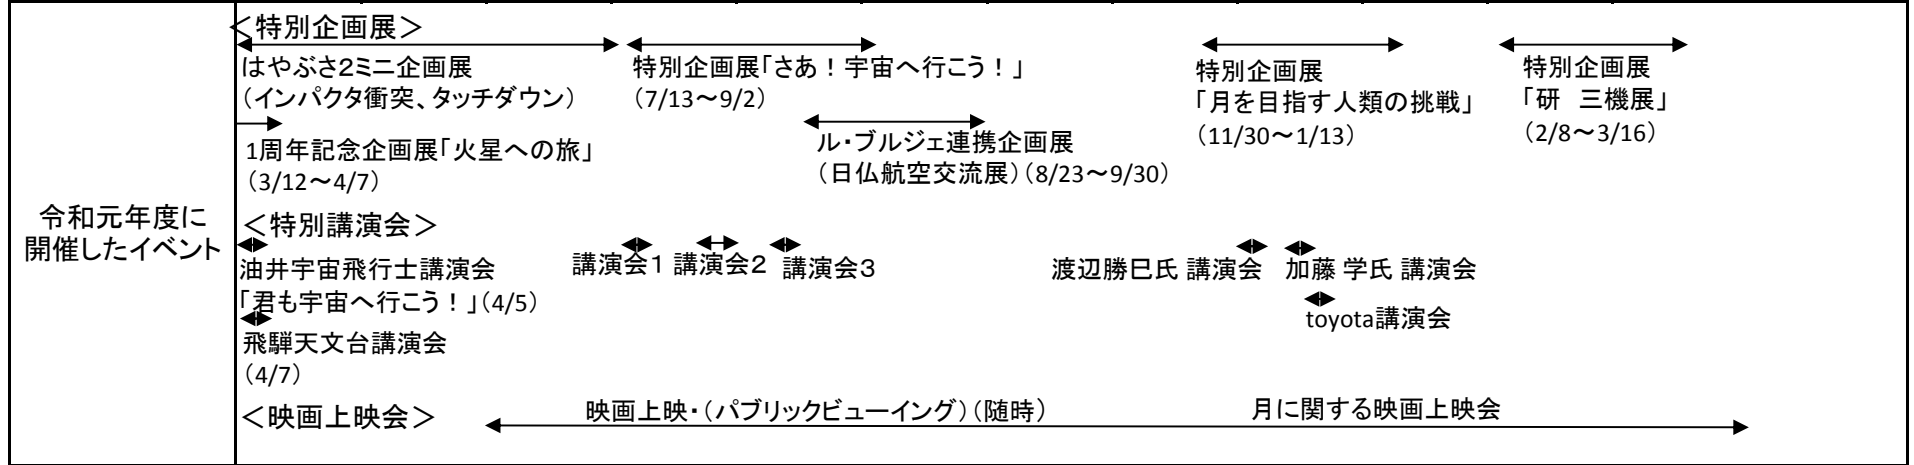 令和元年度に
開催したイベント
＜特別企画展＞
はやぶさ２ミニ企画展
（インパクタ衝突、タッチダウン）
1周年記念企画展「火星への旅」
（3/12～4/7）
特別企画展「さあ！宇宙へ行こう！」
（7/13～9/2）
ル・ブルジェ連携企画展
（日仏航空交流展）（8/23～9/30）
特別企画展
「月を目指す人類の挑戦」
（11/30～1/13）
特別企画展
「研　三機展」
（2/8～3/16）
＜特別講演会＞
油井宇宙飛行士講演会
「君も宇宙へ行こう！」（4/5）
飛騨天文台講演会
（4/7）
講演会１ 講演会２ 講演会３
渡辺勝巳氏 講演会
加藤 学氏 講演会
toyota講演会
＜映画上映会＞
映画上映・（パブリックビューイング）（随時）
月に関する映画上映会